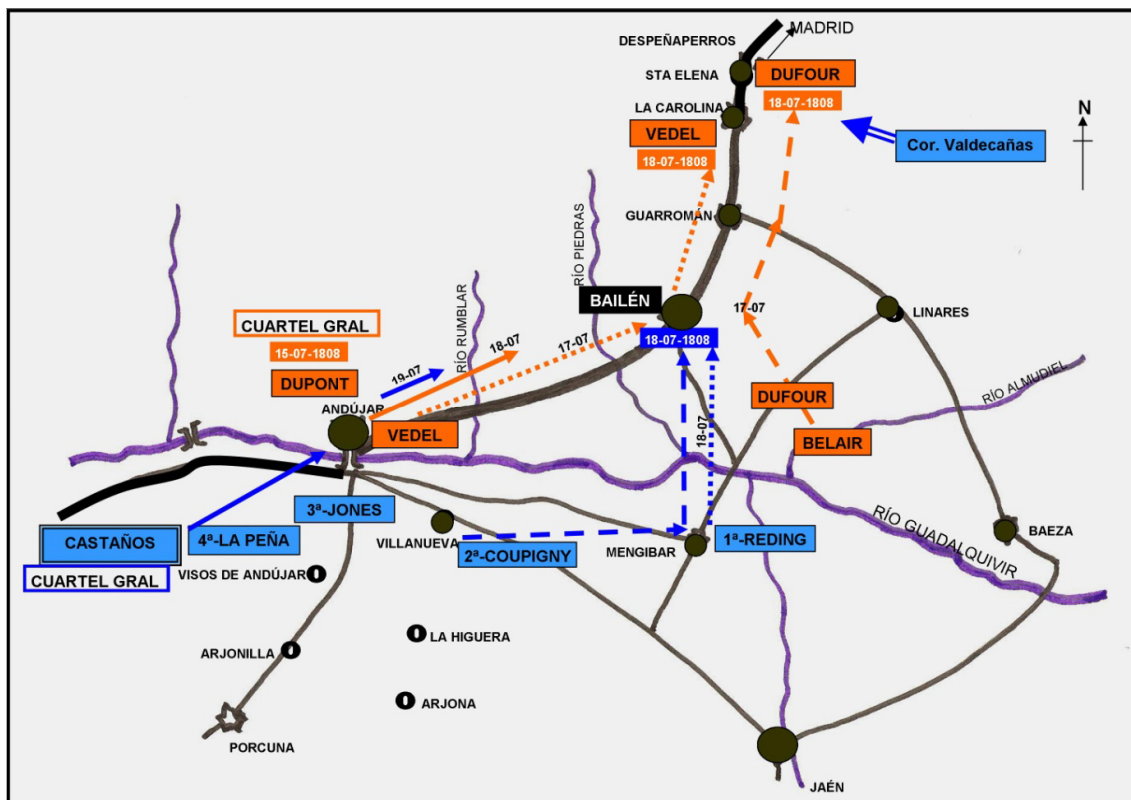 MADRID
DESPEÑAPERROS
STA ELENA
DUFOUR
18-07-1808
LA CAROLINA
VEDEL
18-07-1808
Cor. Valdecañas
N
GUARROMÁN
RÍO PIEDRAS
BAILÉN
18-07-1808
17-07
LINARES
RÍO RUMBLAR
CUARTEL GRAL
15-07-1808
DUPONT
18-07
17-07
19-07
ANDÚJAR
VEDEL
DUFOUR
BELAIR
RÍO ALMUDIEL
18-07
3ª-JONES
CASTAÑOS
4ª-LA PEÑA
CUARTEL GRAL
VISOS DE ANDÚJAR
VILLANUEVA
2ª-COUPIGNY
MENGIBAR
1ª-REDING
RÍO GUADALQUIVIR
BAEZA
LA HIGUERA
ARJONILLA
ARJONA
PORCUNA
JAÉN